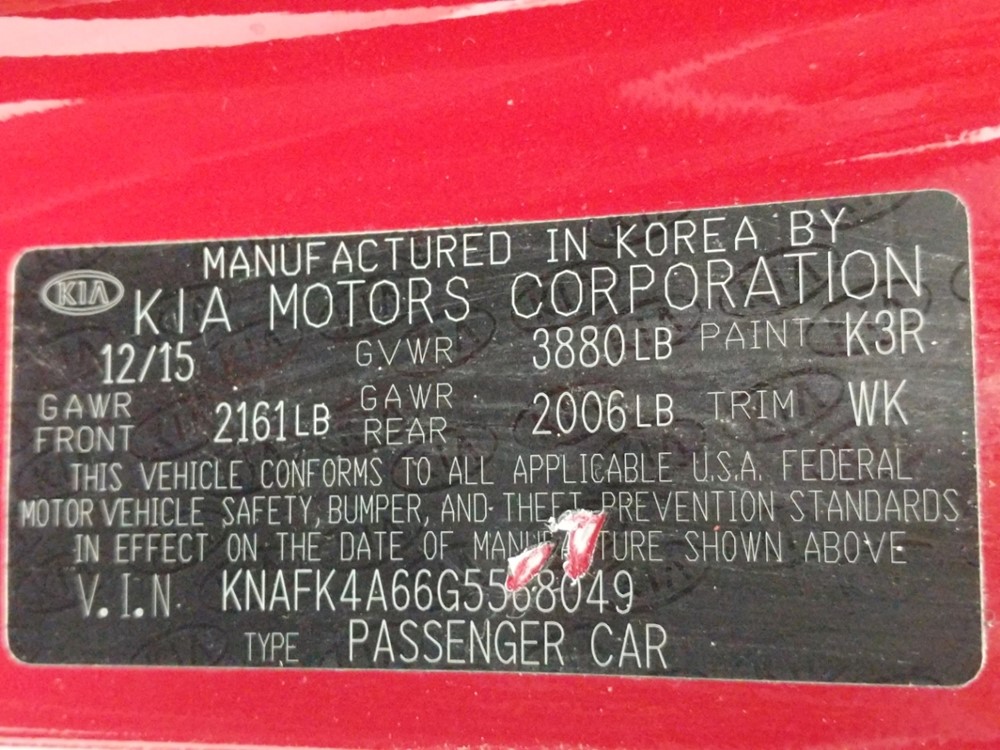 MANUFACTURED IN KOREA BY
KIA KIA MOTORS CORPORATION
12/15 GVWR 3880LB PAINT K3R
GAWR FRONT 2161LB GAWR REAR 2006LB TRIM WK
THIS VEHICLE CONFORMS TO ALL APPLICABLE U.S.A. FEDERAL
MOTOR VEHICLE SAFETY, BUMPER, AND THEFT PREVENTION STANDARDS
IN EFFECT ON THE DATE OF MANUFACTURE SHOWN ABOVE
V.I.N. KNAFK4A66G5568049
TYPE PASSENGER CAR